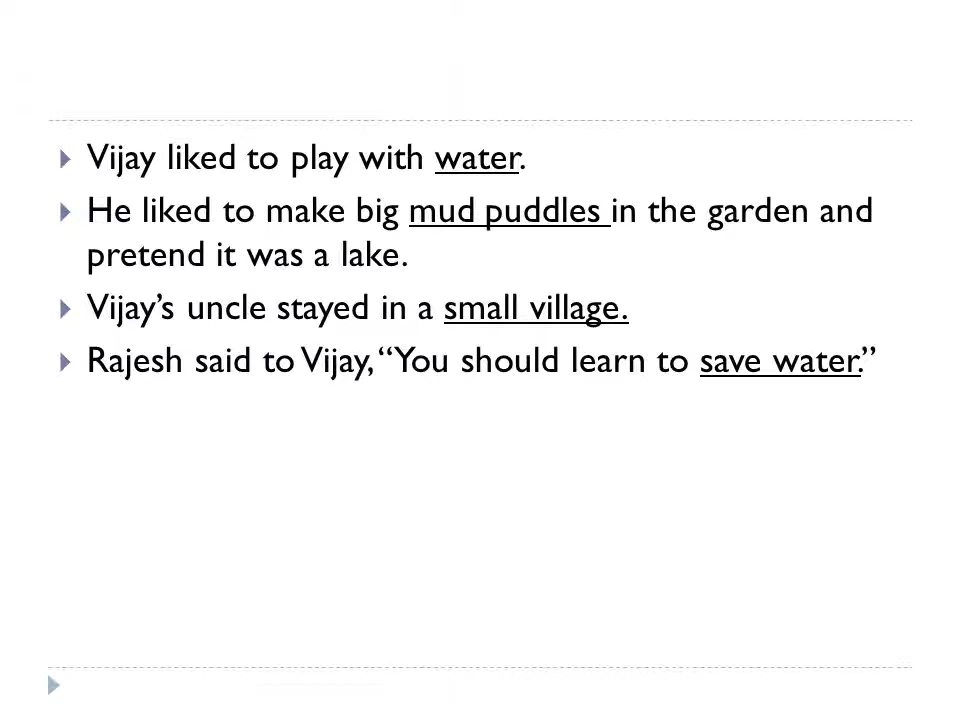 Vijay liked to play with water.
He liked to make big mud puddles in the garden and
pretend it was a lake.
Vijay’s uncle stayed in a small village.
Rajesh said to Vijay, “You should learn to save water.”